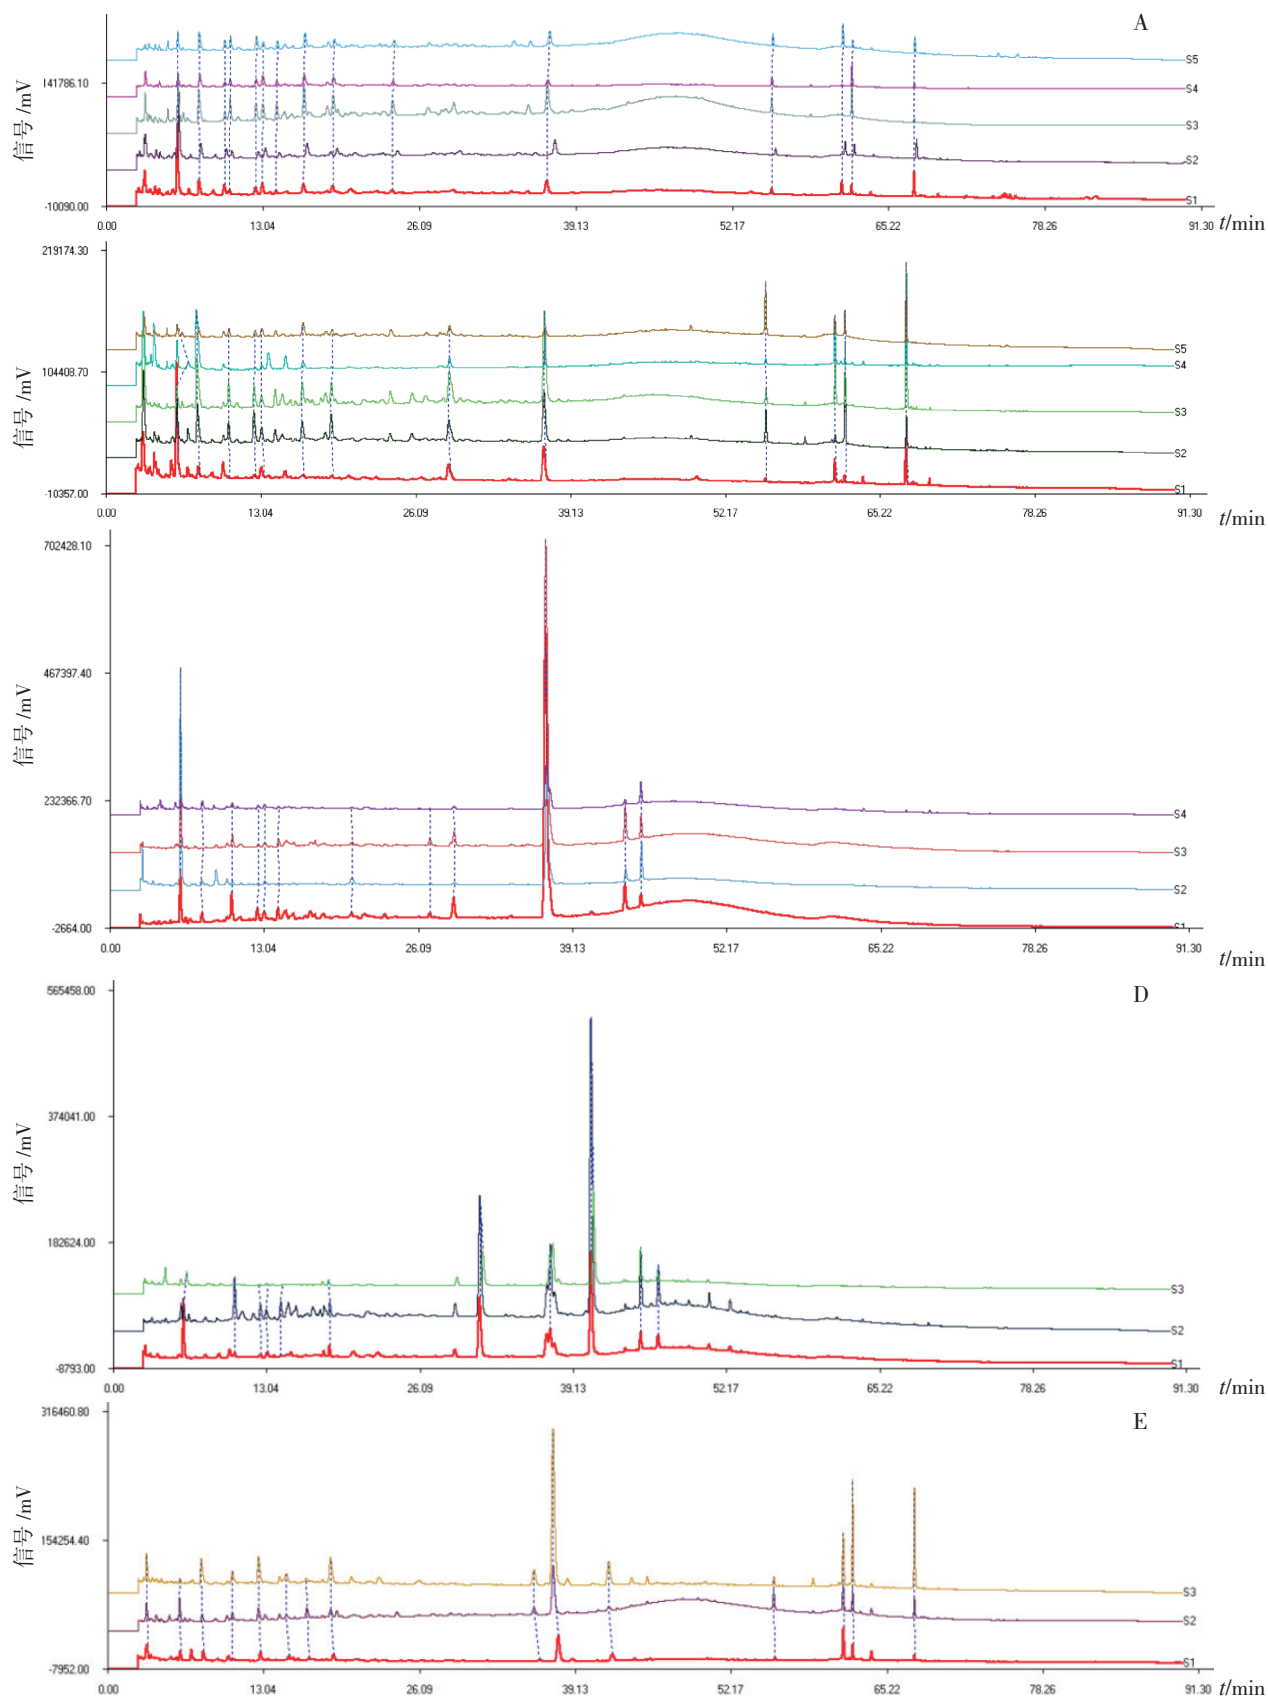 A
141786.10
信号 /mV
-10090.00
S5
S4
S3
S2
S1
0.00 13.04 26.09 39.13 52.17 65.22 78.26 91.30 t/min
219174.30
104408.70
信号 /mV
-10357.00
S5
S4
S3
S2
S1
0.00 13.04 26.09 39.13 52.17 65.22 78.26 91.30 t/min
702428.10
467397.40
信号 /mV
232366.70
-2664.00
S4
S3
S2
S1
0.00 13.04 26.09 39.13 52.17 65.22 78.26 91.30 t/min
565458.00
D
374041.00
信号 /mV
182624.00
-8793.00
S3
S2
S1
0.00 13.04 26.09 39.13 52.17 65.22 78.26 91.30 t/min
316460.80
E
信号 /mV
154254.40
-7952.00
S3
S2
S1
0.00 13.04 26.09 39.13 52.17 65.22 78.26 91.30 t/min